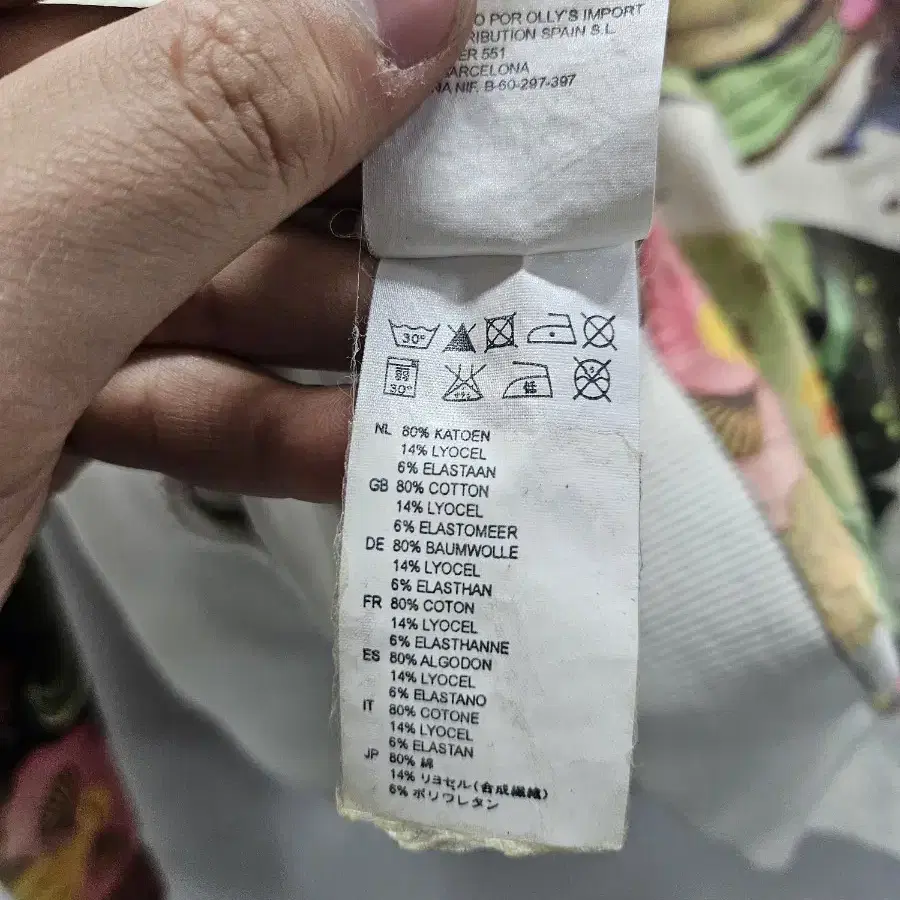 O POR OLLY'S IMPORT
RIBUTION SPAIN S.L.
ER 551
ARCELONA
NA NIF. B-60-297-397
30°
弱
30°
低
NL 80% KATOEN
14% LYOCEL
6% ELASTAAN
GB 80% COTTON
14% LYOCEL
6% ELASTOMEER
DE 80% BAUMWOLLE
14% LYOCEL
6% ELASTHAN
FR 80% COTON
14% LYOCEL
6% ELASTHANNE
ES 80% ALGODON
14% LYOCEL
6% ELASTANO
IT 80% COTONE
14% LYOCEL
6% ELASTAN
JP 80% 綿
14% リヨセル(合成繊維)
6% ポリウレタン